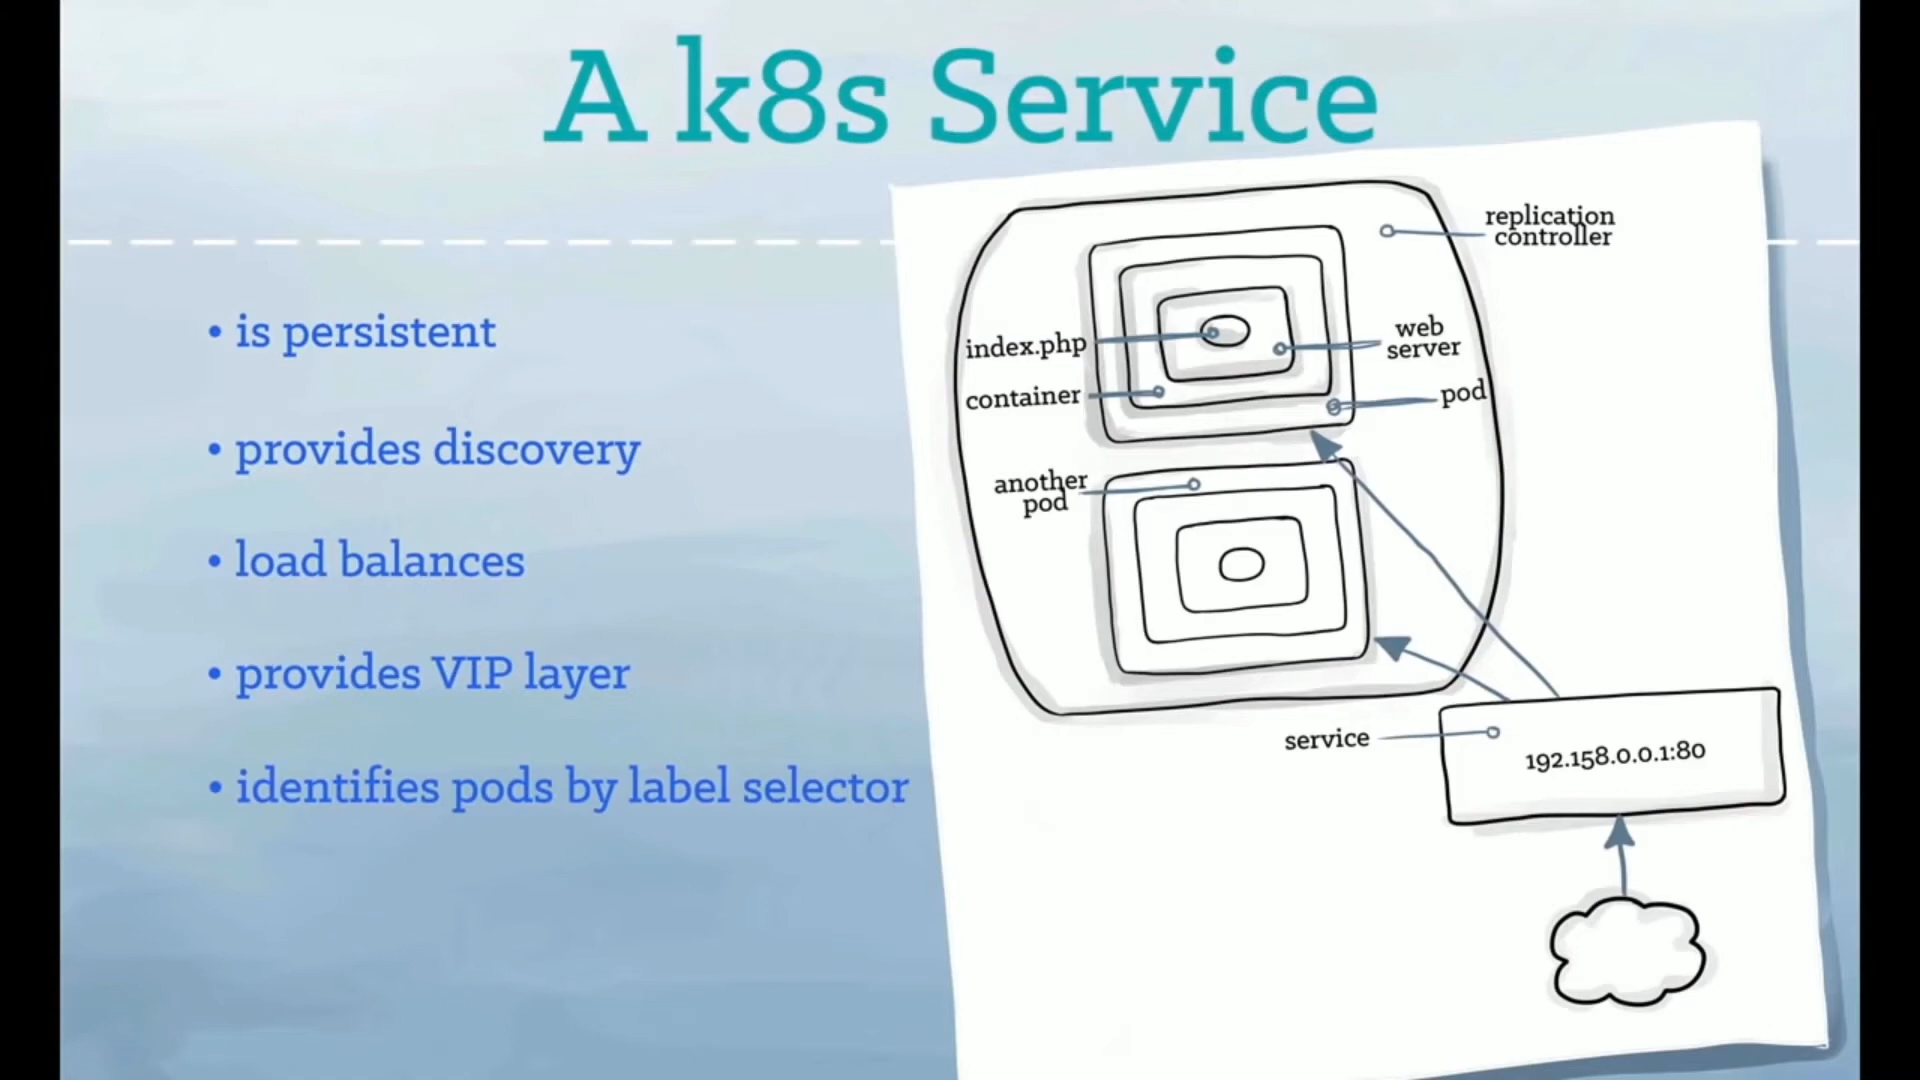 A k8s Service
• is persistent
• provides discovery
• load balances
• provides VIP layer
• identifies pods by label selector
replication
controller
index.php
web
server
container
pod
another
pod
service
192.158.0.0.1:80